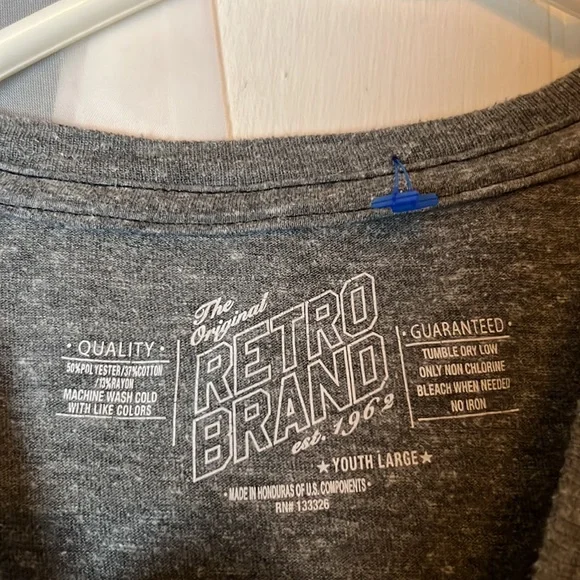 The
Original
RETRO
BRAND
est. 1962
★ YOUTH LARGE ★
· QUALITY ·
50%POLYESTER/37%COTTON
/13%RAYON
MACHINE WASH COLD
WITH LIKE COLORS
· GUARANTEED ·
TUMBLE DRY LOW
ONLY NON CHLORINE
BLEACH WHEN NEEDED
NO IRON
· MADE IN HONDURAS OF U.S. COMPONENTS ·
RN# 133326